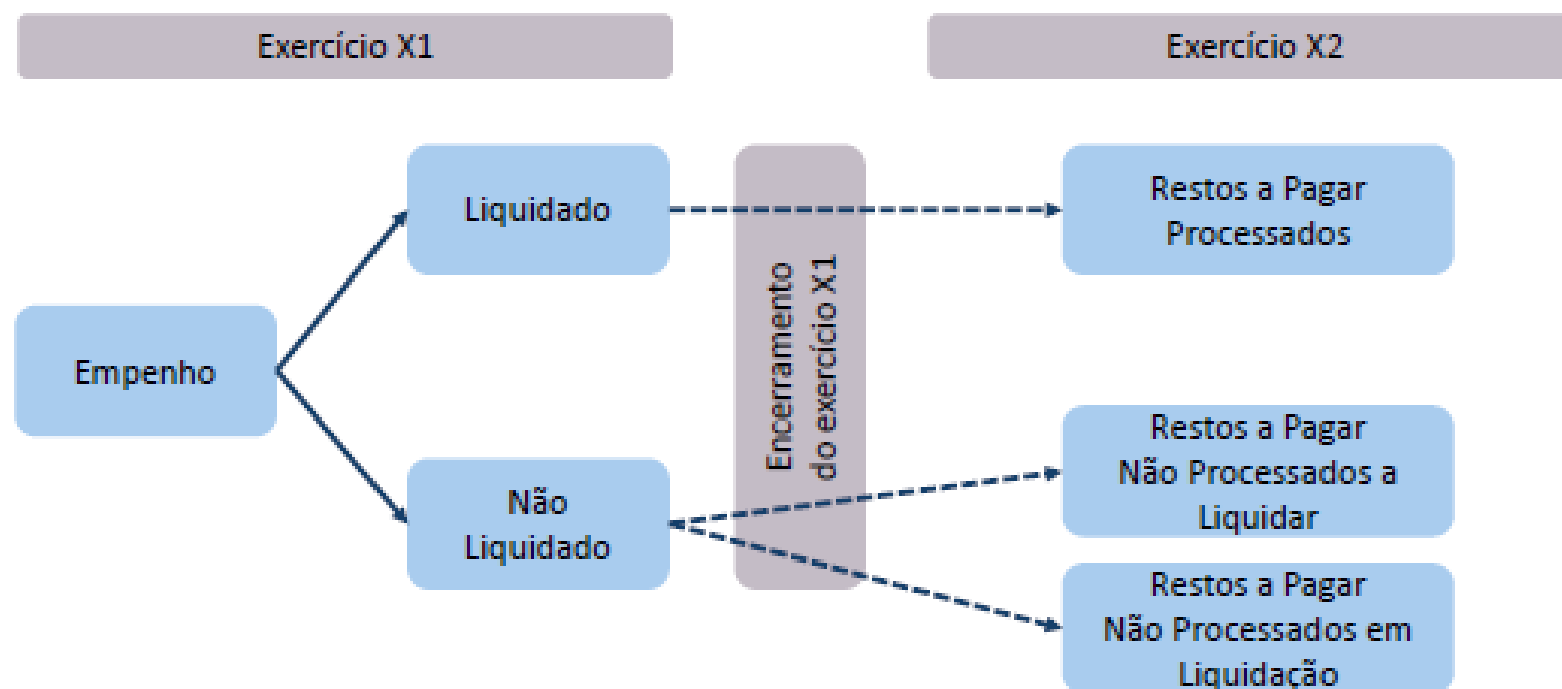 Exercício X1
Exercício X2
Empenho
Liquidado
Não
Liquidado
Encerramento
do exercício X1
Restos a Pagar
Processados
Restos a Pagar
Não Processados a
Liquidar
Restos a Pagar
Não Processados em
Liquidação